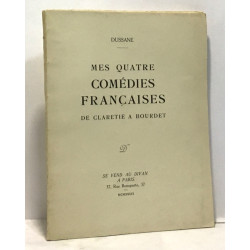 DUSSANE
MES QUATRE
COMÉDIES
FRANÇAISES
DE CLARETIE A BOURDET
D
SE VEND AU DIVAN
A PARIS
37, Rue Bonaparte, 37